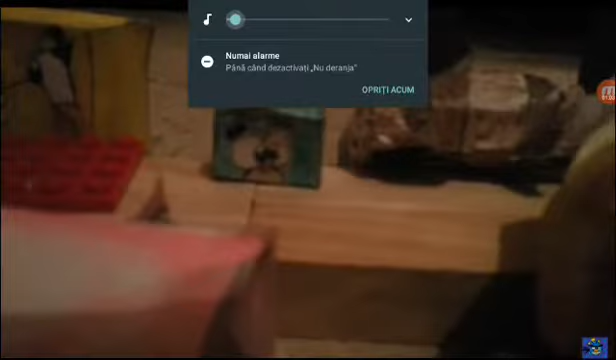 Numai alarme
Până când dezactivați „Nu deranja”
OPRIȚI ACUM